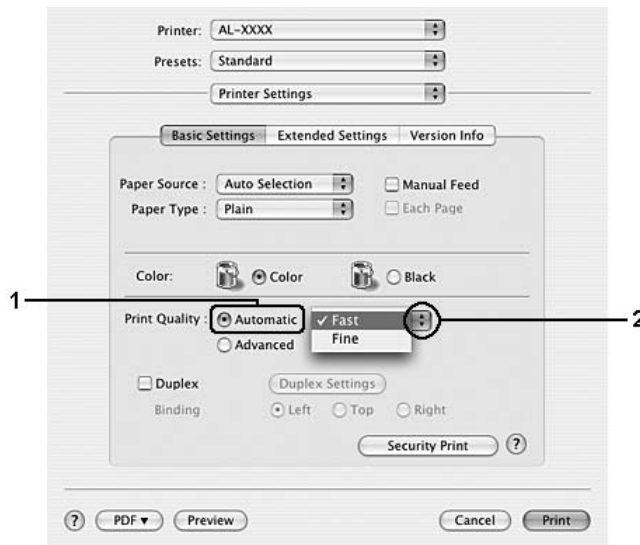 Printer: AL-XXXX
Presets: Standard
Printer Settings
Basic Settings Extended Settings Version Info
Paper Source : Auto Selection Manual Feed
Paper Type : Plain Each Page
Color: Color Black
1
Print Quality : Automatic ✓ Fast 2
Advanced Fine
Duplex Duplex Settings
Binding Left Top Right
Security Print ?
? PDF ▼ Preview Cancel Print